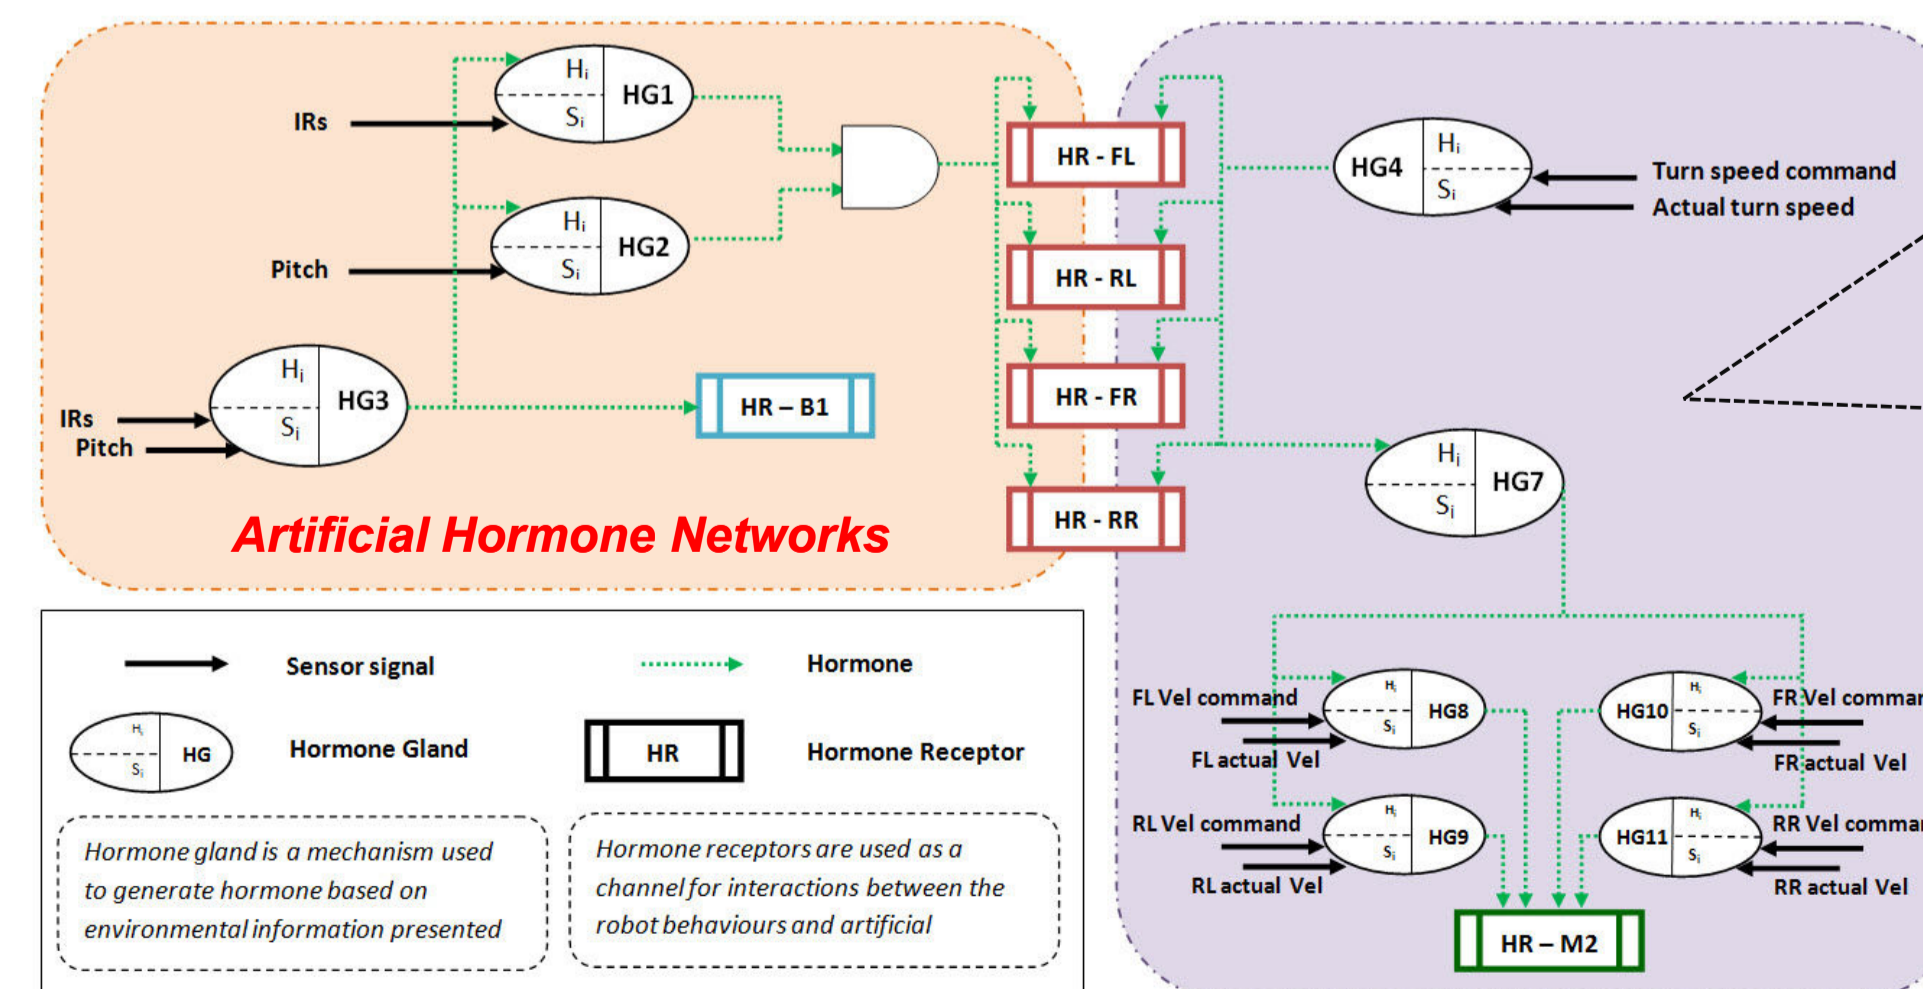 Hi
HG1
Si
IRs
Hi
HG2
Si
Pitch
Hi
HG3
Si
IRs
Pitch
HR – B1
Artificial Hormone Networks
HR - FL
HR - RL
HR - FR
HR - RR
HG4
Hi
Si
Turn speed command
Actual turn speed
Hi
HG7
Si
FL Vel command
FL actual Vel
Hi
HG8
Si
HG10
Hi
Si
FR Vel
FR actual Vel
RL Vel command
RL actual Vel
Hi
HG9
Si
HG11
Hi
Si
RR Vel
RR actual Vel
HR – M2
Sensor signal
Hormone
Hi
HG
Si
Hormone Gland
HR
Hormone Receptor
Hormone gland is a mechanism used
to generate hormone based on
environmental information presented
Hormone receptors are used as a
channel for interactions between the
robot behaviours and artificial